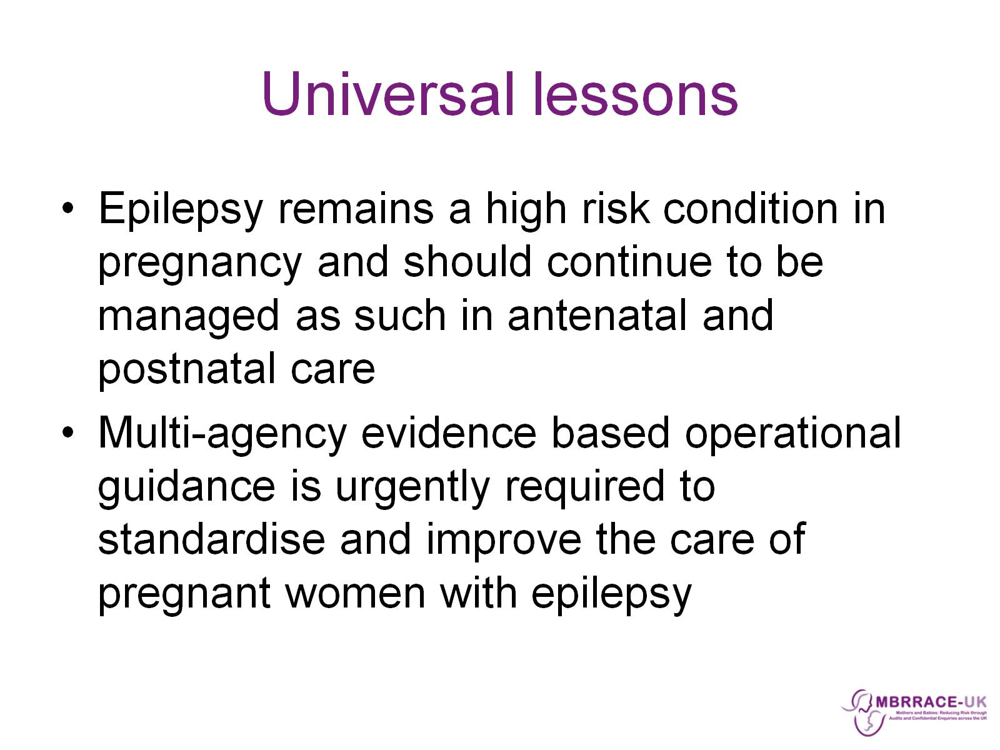 Universal lessons
• Epilepsy remains a high risk condition in
pregnancy and should continue to be
managed as such in antenatal and
postnatal care
• Multi-agency evidence based operational
guidance is urgently required to
standardise and improve the care of
pregnant women with epilepsy
MBRRACE-UK
Mothers and Babies: Reducing Risk through
Audits and Confidential Enquiries across the UK